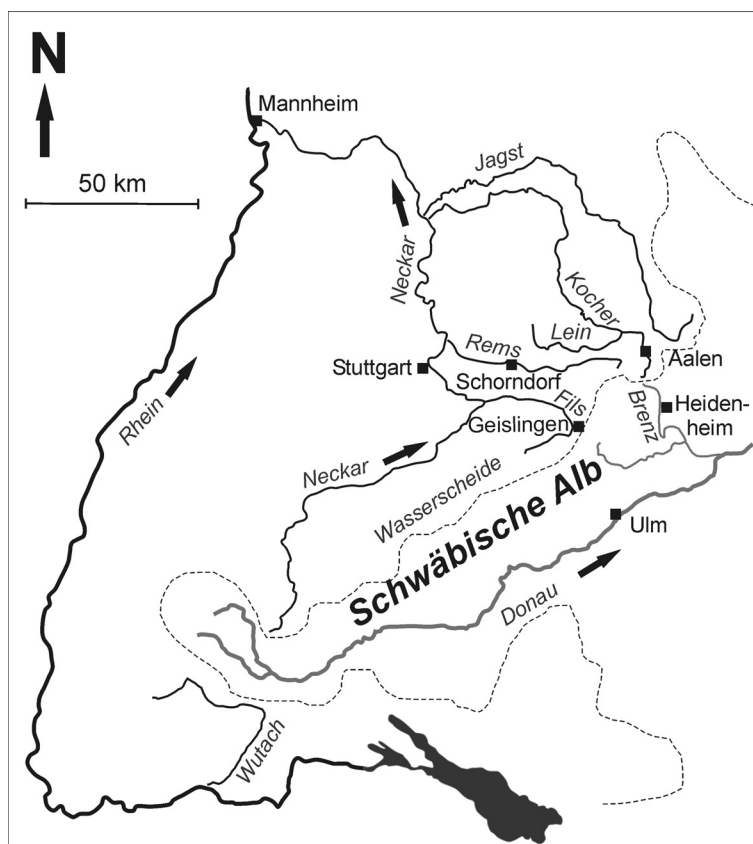 N
Mannheim
50 km
Jagst
Neckar
Kocher
Lein
Rems
Aalen
Stuttgart
Schorndorf
Rhein
Fils
Brenz
Heiden-
heim
Geislingen
Neckar
Wasserscheide
Schwäbische Alb
Ulm
Donau
Wutach